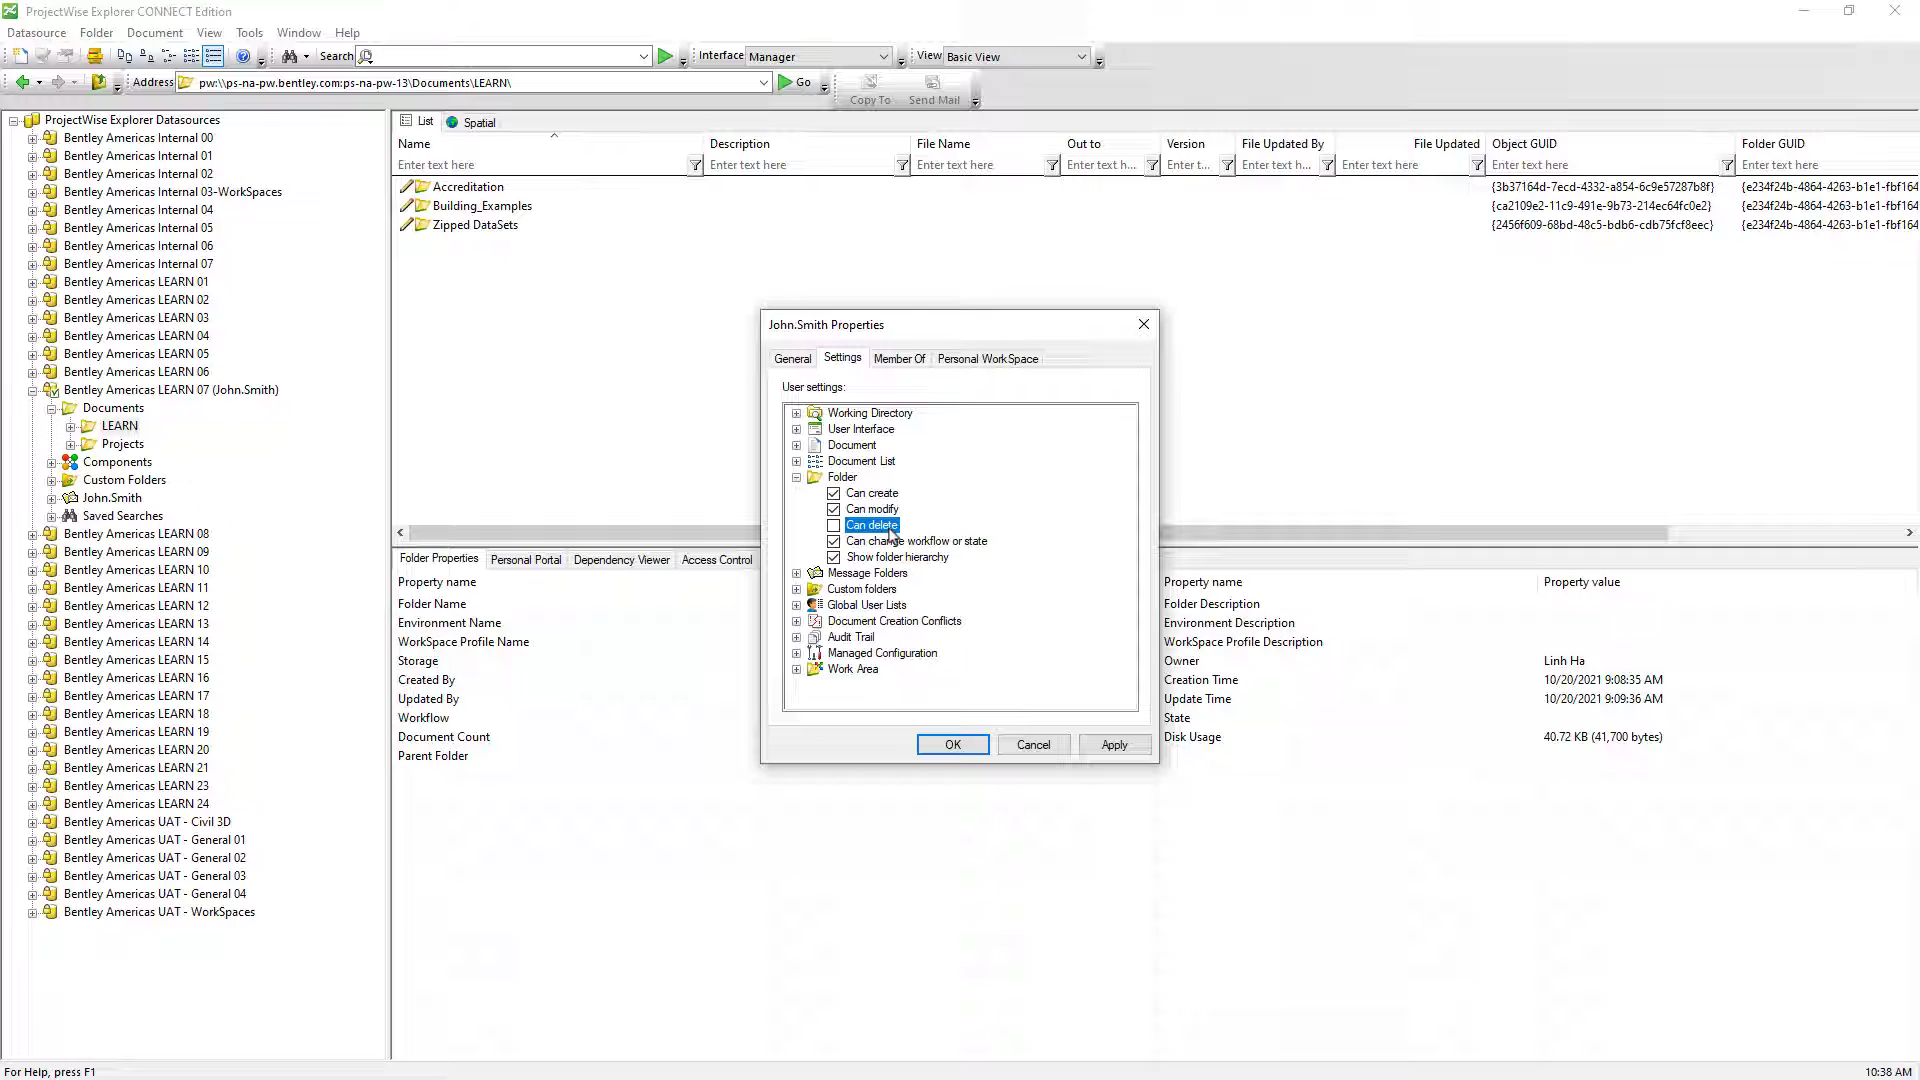 ProjectWise Explorer CONNECT Edition
Datasource Folder Document View Tools Window Help
Search Interface Manager View Basic View
Address pw:\\ps-na-pw.bentley.com:ps-na-pw-13\Documents\LEARN\ Go Copy To Send Mail
ProjectWise Explorer Datasources
Bentley Americas Internal 00
Bentley Americas Internal 01
Bentley Americas Internal 02
Bentley Americas Internal 03-WorkSpaces
Bentley Americas Internal 04
Bentley Americas Internal 05
Bentley Americas Internal 06
Bentley Americas Internal 07
Bentley Americas LEARN 01
Bentley Americas LEARN 02
Bentley Americas LEARN 03
Bentley Americas LEARN 04
Bentley Americas LEARN 05
Bentley Americas LEARN 06
Bentley Americas LEARN 07 (John.Smith)
Documents
LEARN
Projects
Components
Custom Folders
John.Smith
Saved Searches
Bentley Americas LEARN 08
Bentley Americas LEARN 09
Bentley Americas LEARN 10
Bentley Americas LEARN 11
Bentley Americas LEARN 12
Bentley Americas LEARN 13
Bentley Americas LEARN 14
Bentley Americas LEARN 15
Bentley Americas LEARN 16
Bentley Americas LEARN 17
Bentley Americas LEARN 18
Bentley Americas LEARN 19
Bentley Americas LEARN 20
Bentley Americas LEARN 21
Bentley Americas LEARN 23
Bentley Americas LEARN 24
Bentley Americas UAT - Civil 3D
Bentley Americas UAT - General 01
Bentley Americas UAT - General 02
Bentley Americas UAT - General 03
Bentley Americas UAT - General 04
Bentley Americas UAT - WorkSpaces
List Spatial
Name Description File Name Out to Version File Updated By File Updated Object GUID Folder GUID
Enter text here Enter text here Enter text here Enter text h... Enter t... Enter text h... Enter text here Enter text here Enter text here
Accreditation {3b37164d-7ecd-4332-a854-6c9e57287b8f} {e234f24b-4864-4263-b1e1-fbf164
Building_Examples {ca2109e2-11c9-491e-9b73-214ec64fc0e2} {e234f24b-4864-4263-b1e1-fbf164
Zipped DataSets {2456f609-68bd-48c5-bdb6-cdb75fcf8eec} {e234f24b-4864-4263-b1e1-fbf164
John.Smith Properties
General Settings Member Of Personal WorkSpace
User settings:
Working Directory
User Interface
Document
Document List
Folder
Can create
Can modify
Can delete
Can change workflow or state
Show folder hierarchy
Message Folders
Custom folders
Global User Lists
Document Creation Conflicts
Audit Trail
Managed Configuration
Work Area
OK Cancel Apply
Folder Properties Personal Portal Dependency Viewer Access Control
Property name Property name Property value
Folder Name Folder Description
Environment Name Environment Description
WorkSpace Profile Name WorkSpace Profile Description
Storage Owner Linh Ha
Created By Creation Time 10/20/2021 9:08:35 AM
Updated By Update Time 10/20/2021 9:09:36 AM
Workflow State
Document Count Disk Usage 40.72 KB (41,700 bytes)
Parent Folder
For Help, press F1 10:38 AM